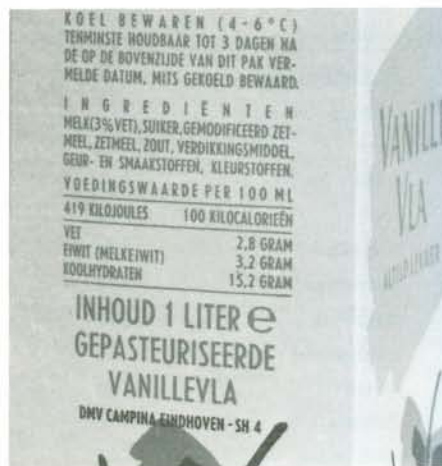 KOEL BEWAREN (4-6°C)
TENMINSTE HOUDBAAR TOT 3 DAGEN NA
DE OP DE BOVENZIJDE VAN DIT PAK VER-
MELDE DATUM, MITS GEKOELD BEWAARD.
INGREDIËNTEN
MELK(3% VET), SUIKER, GEMODIFICEERD ZET-
MEEL, ZETMEEL, ZOUT, VERDIKKINGSMIDDEL,
GEUR- EN SMAAKSTOFFEN, KLEURSTOFFEN.
VOEDINGSWAARDE PER 100 ML
419 KILOJOULES 100 KILOCALORIEËN
VET 2,8 GRAM
EIWIT (MELKEIWIT) 3,2 GRAM
KOOLHYDRATEN 15,2 GRAM
INHOUD 1 LITER ℮
GEPASTEURISEERDE
VANILLEVLA
DMV CAMPINA EINDHOVEN - SH 4
VANILLE
VLA